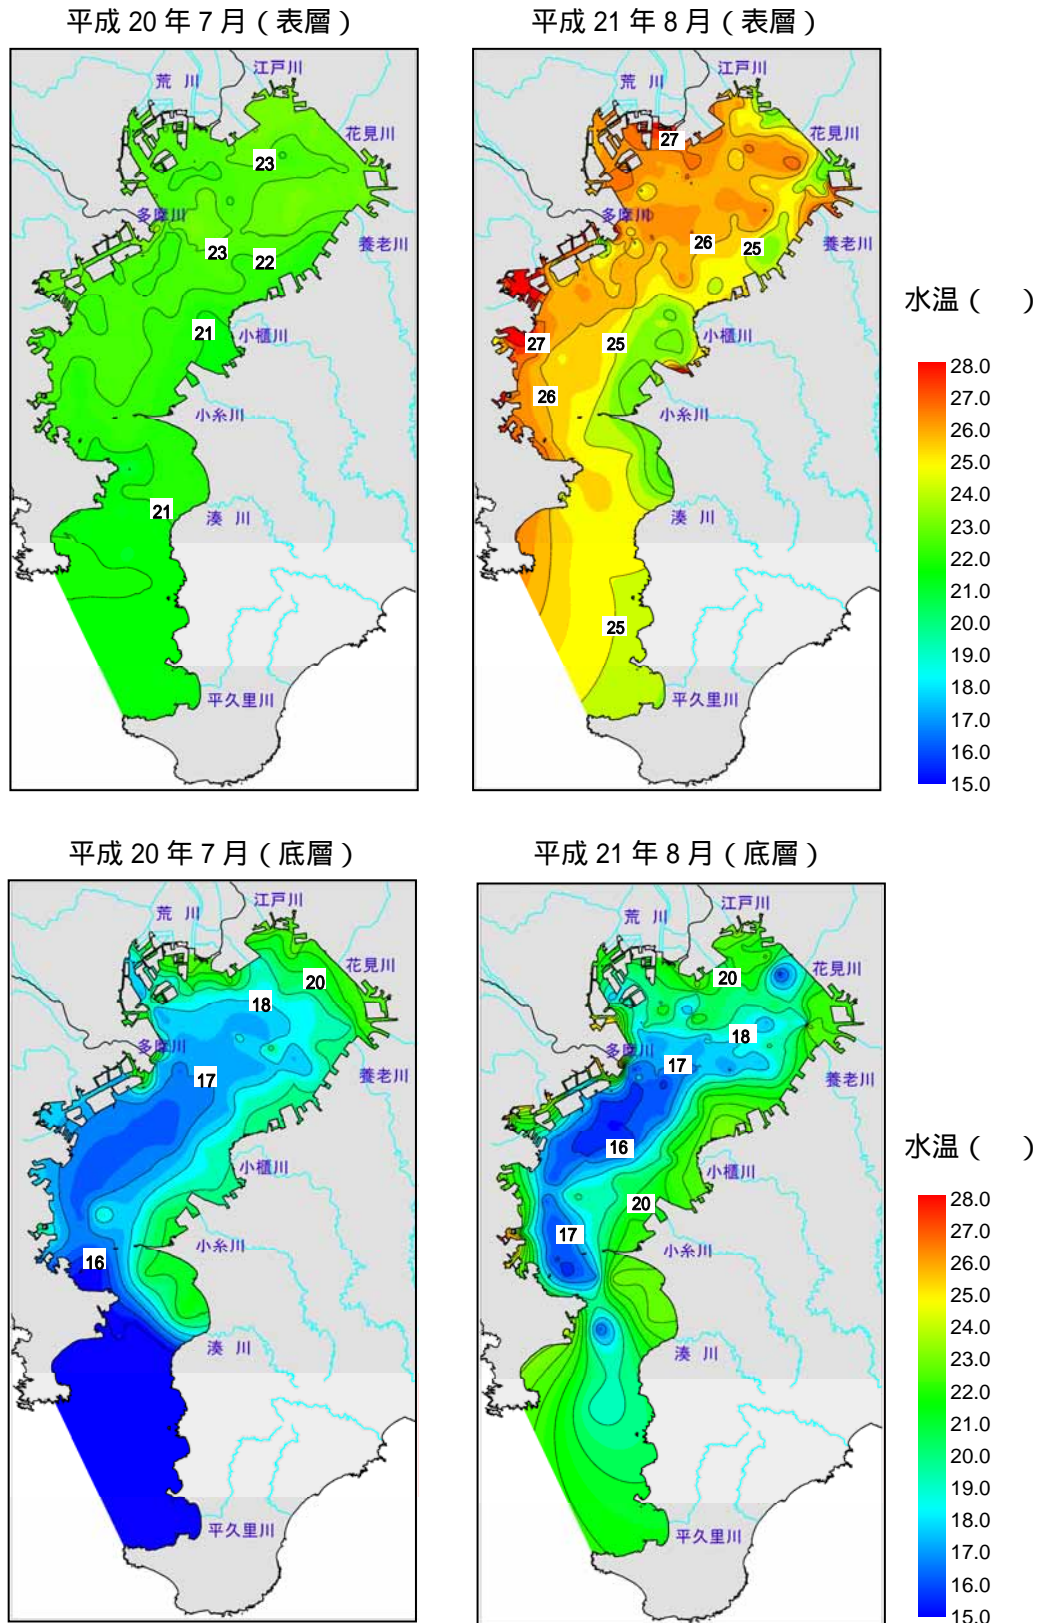 平成 20 年 7 月（表層）
平成 21 年 8 月（表層）
荒 川
江戸川
花見川
23
多摩川
23
22
養老川
21
小櫃川
小糸川
21
湊 川
平久里川
荒 川
江戸川
27
花見川
多摩川
26
25
養老川
27
25
小櫃川
26
小糸川
湊 川
25
平久里川
水温（　）
28.0
27.0
26.0
25.0
24.0
23.0
22.0
21.0
20.0
19.0
18.0
17.0
16.0
15.0
平成 20 年 7 月（底層）
平成 21 年 8 月（底層）
荒 川
江戸川
花見川
20
18
多摩川
17
養老川
小櫃川
小糸川
16
湊 川
平久里川
荒 川
江戸川
花見川
20
18
多摩川
17
養老川
16
小櫃川
20
17
小糸川
湊 川
平久里川
水温（　）
28.0
27.0
26.0
25.0
24.0
23.0
22.0
21.0
20.0
19.0
18.0
17.0
16.0
15.0